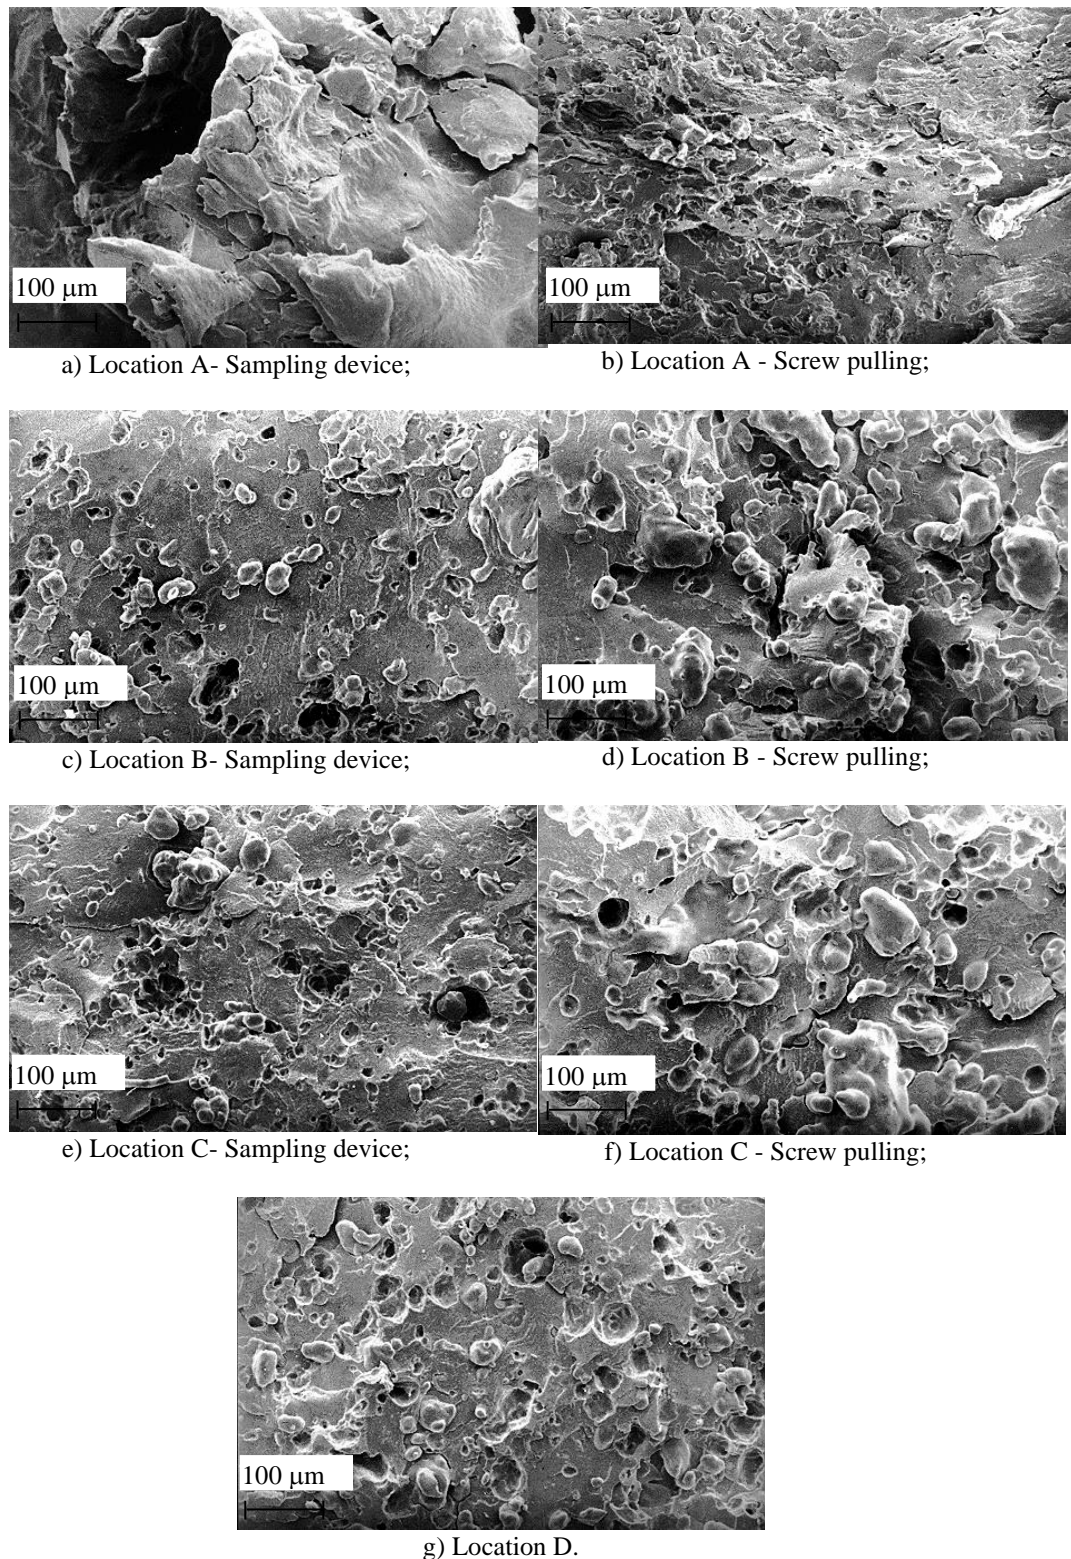 100 μm
100 μm
a) Location A- Sampling device;
b) Location A - Screw pulling;
100 μm
100 μm
c) Location B- Sampling device;
d) Location B - Screw pulling;
100 μm
100 μm
e) Location C- Sampling device;
f) Location C - Screw pulling;
100 μm
g) Location D.